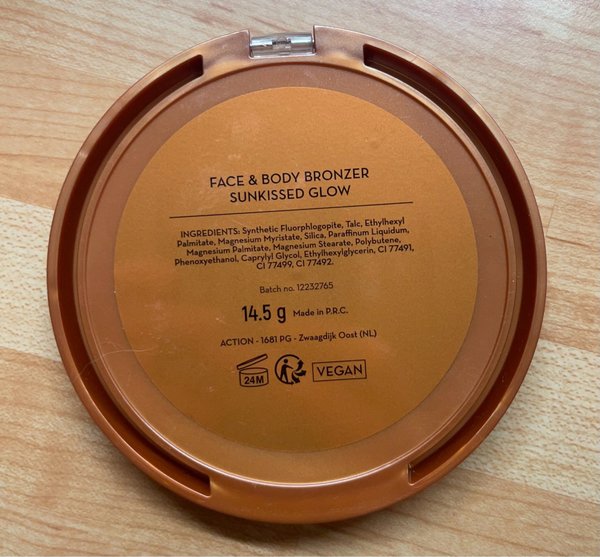 FACE & BODY BRONZER
SUNKISSED GLOW
INGREDIENTS: Synthetic Fluorphlogopite, Talc, Ethylhexyl
Palmitate, Magnesium Myristate, Silica, Paraffinum Liquidum,
Magnesium Palmitate, Magnesium Stearate, Polybutene,
Phenoxyethanol, Caprylyl Glycol, Ethylhexylglycerin, CI 77491,
CI 77499, CI 77492.
Batch no. 12232765
14.5 g Made in P.R.C.
ACTION - 1681 PG - Zwaagdijk Oost (NL)
24M VEGAN